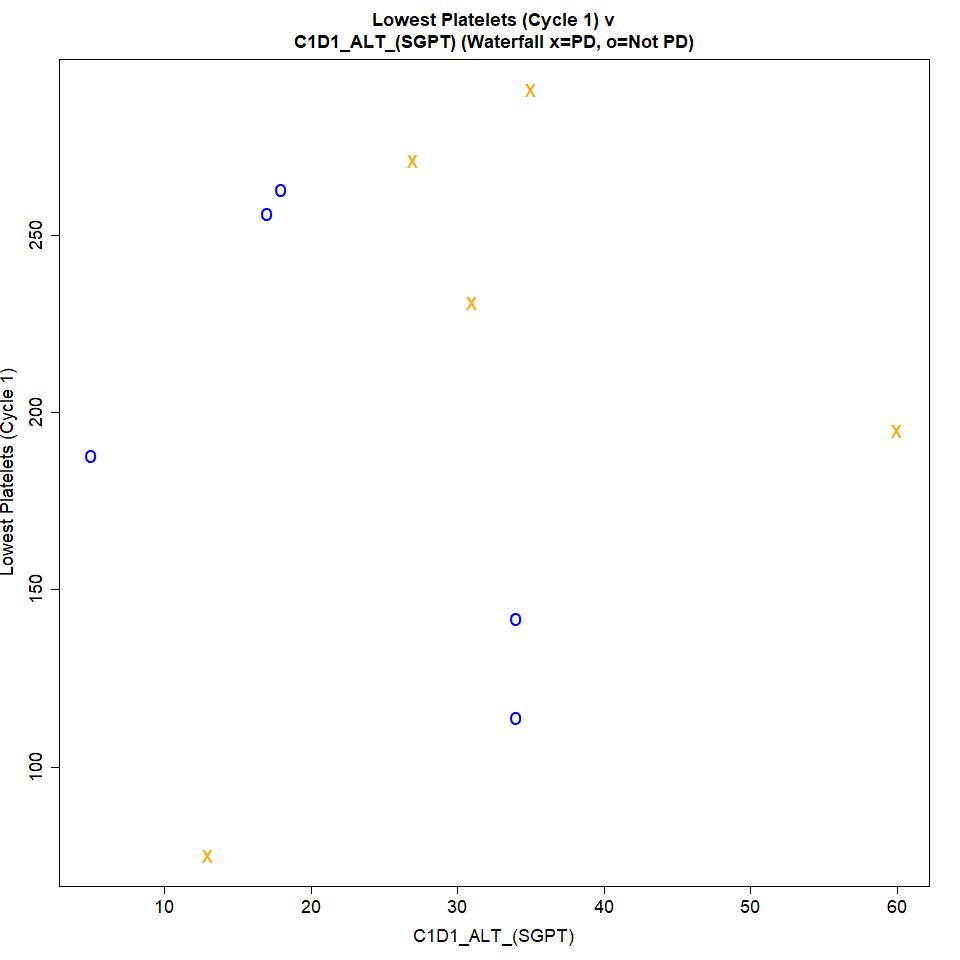 Lowest Platelets (Cycle 1) v
C1D1_ALT_(SGPT) (Waterfall x=PD, o=Not PD)
X
X
O
O
250
X
Lowest Platelets (Cycle 1)
200
X
O
150
O
O
100
X
10 20 30 40 50 60
C1D1_ALT_(SGPT)